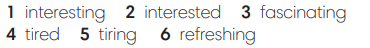 1 interesting 2 interested 3 fascinating
4 tired 5 tiring 6 refreshing